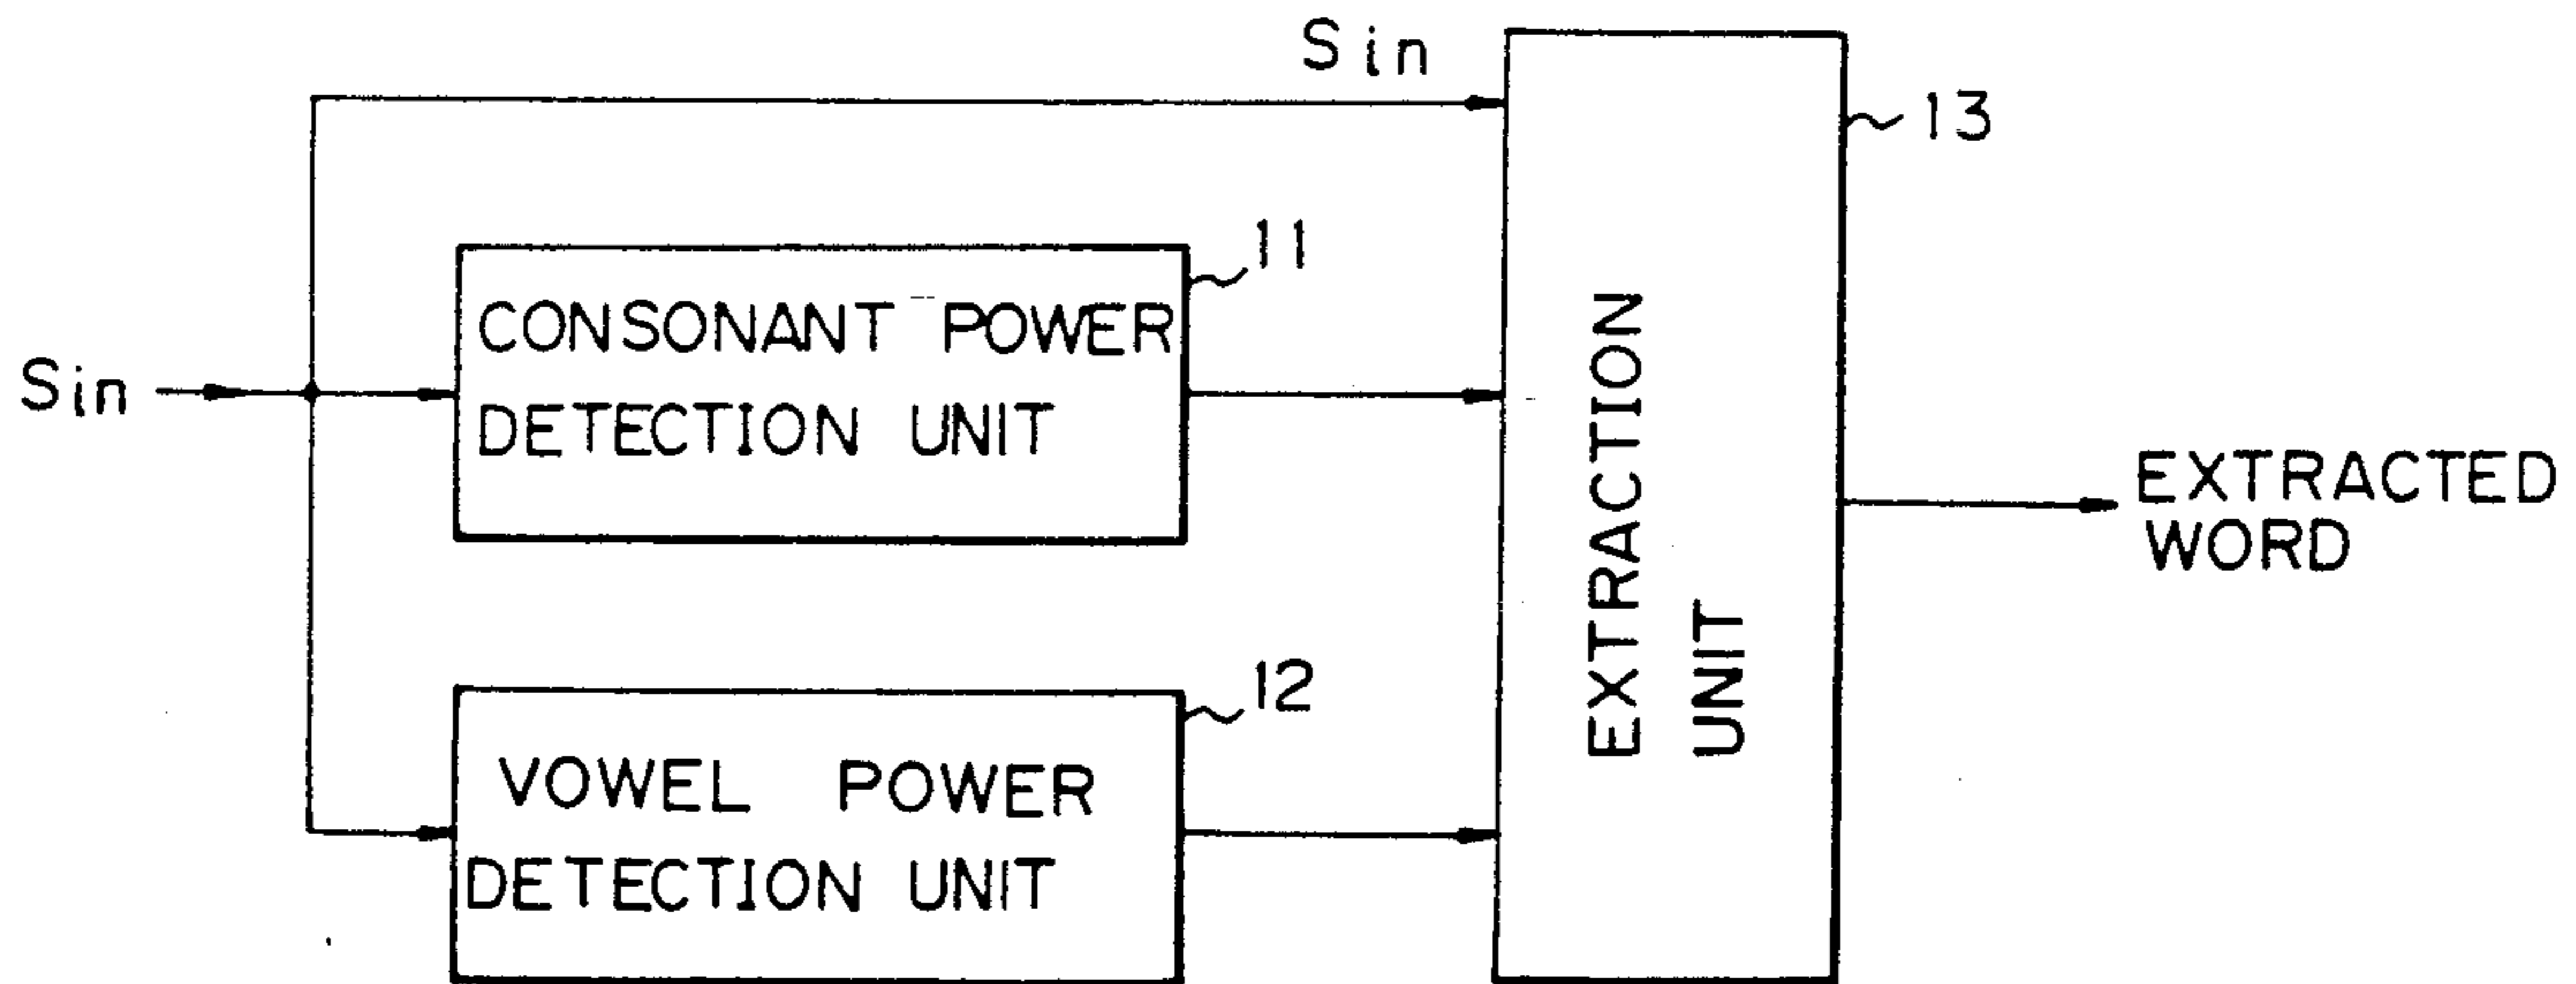 Sin
13
11
CONSONANT POWER
DETECTION UNIT
Sin
EXTRACTION
UNIT
EXTRACTED
WORD
12
VOWEL POWER
DETECTION UNIT